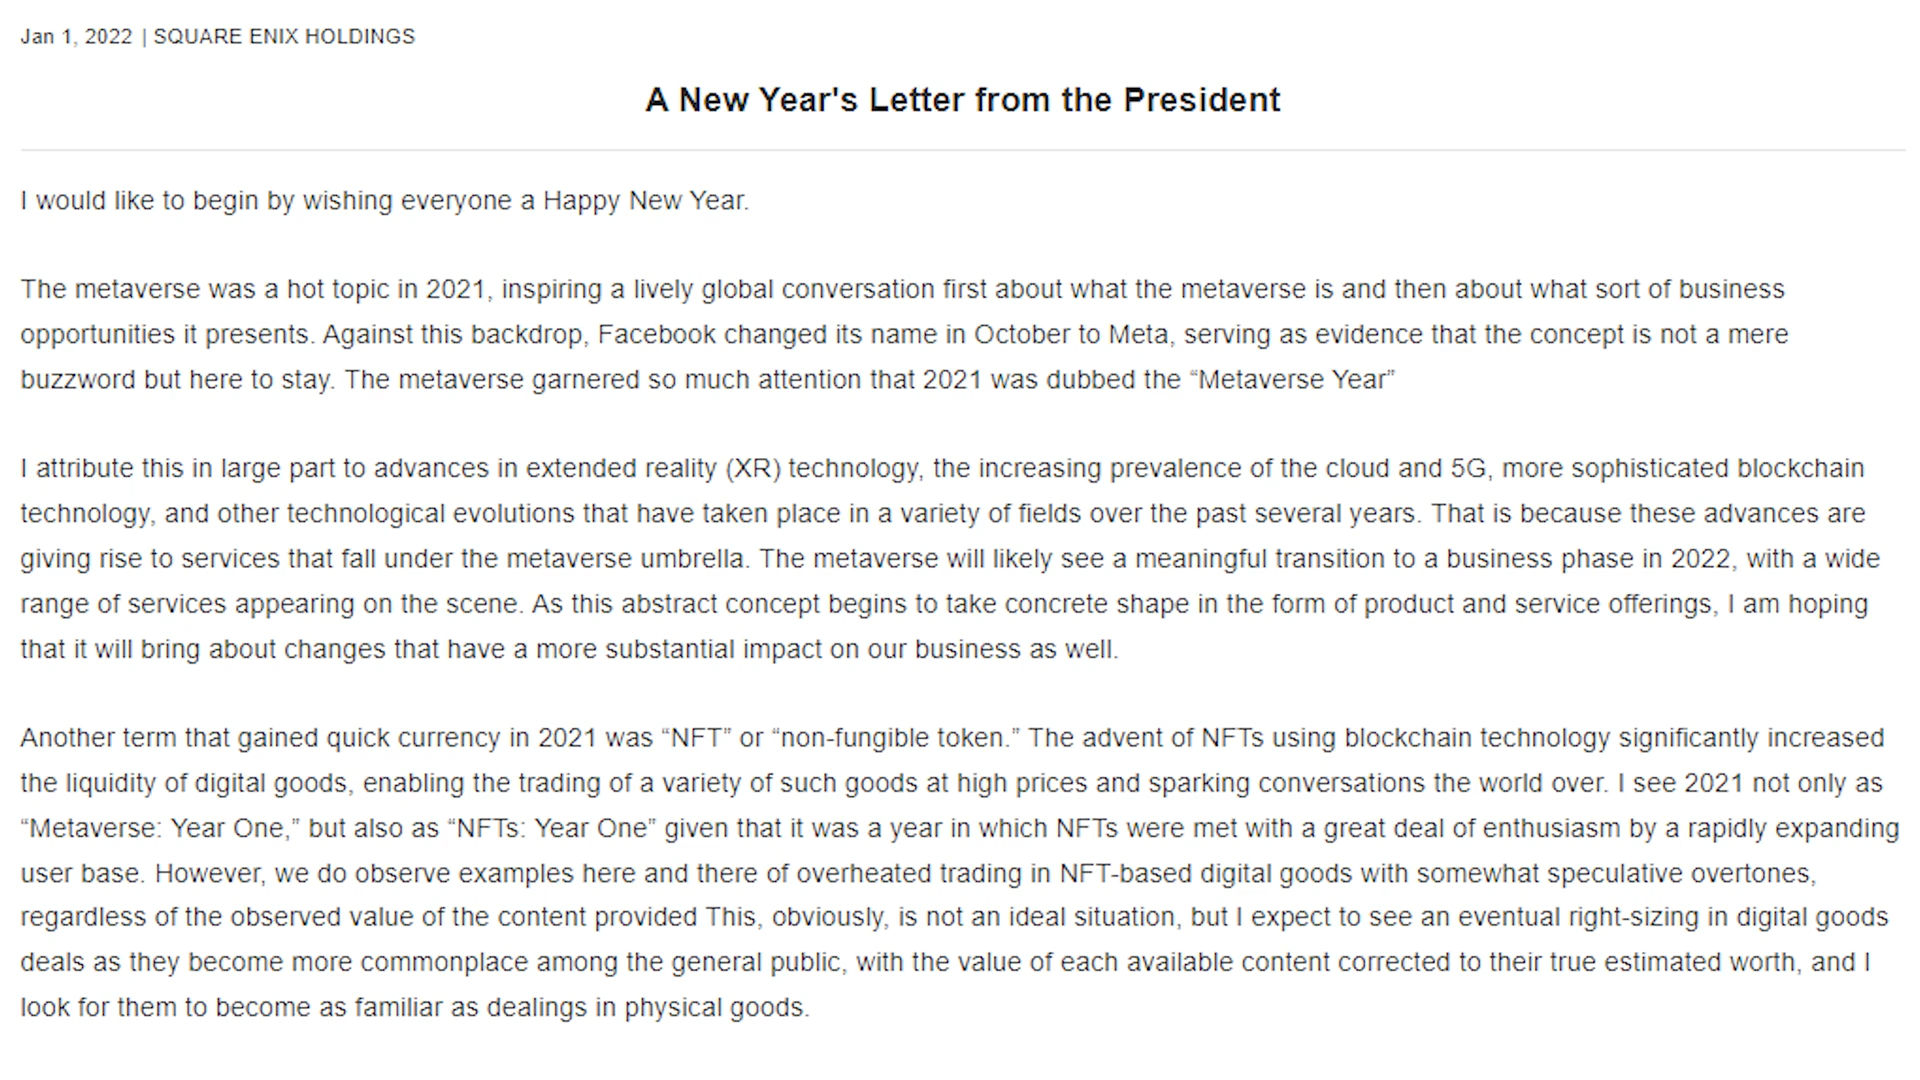 Jan 1, 2022 | SQUARE ENIX HOLDINGS
A New Year's Letter from the President
I would like to begin by wishing everyone a Happy New Year.
The metaverse was a hot topic in 2021, inspiring a lively global conversation first about what the metaverse is and then about what sort of business
opportunities it presents. Against this backdrop, Facebook changed its name in October to Meta, serving as evidence that the concept is not a mere
buzzword but here to stay. The metaverse garnered so much attention that 2021 was dubbed the “Metaverse Year”
I attribute this in large part to advances in extended reality (XR) technology, the increasing prevalence of the cloud and 5G, more sophisticated blockchain
technology, and other technological evolutions that have taken place in a variety of fields over the past several years. That is because these advances are
giving rise to services that fall under the metaverse umbrella. The metaverse will likely see a meaningful transition to a business phase in 2022, with a wide
range of services appearing on the scene. As this abstract concept begins to take concrete shape in the form of product and service offerings, I am hoping
that it will bring about changes that have a more substantial impact on our business as well.
Another term that gained quick currency in 2021 was “NFT” or “non-fungible token.” The advent of NFTs using blockchain technology significantly increased
the liquidity of digital goods, enabling the trading of a variety of such goods at high prices and sparking conversations the world over. I see 2021 not only as
“Metaverse: Year One,” but also as “NFTs: Year One” given that it was a year in which NFTs were met with a great deal of enthusiasm by a rapidly expanding
user base. However, we do observe examples here and there of overheated trading in NFT-based digital goods with somewhat speculative overtones,
regardless of the observed value of the content provided This, obviously, is not an ideal situation, but I expect to see an eventual right-sizing in digital goods
deals as they become more commonplace among the general public, with the value of each available content corrected to their true estimated worth, and I
look for them to become as familiar as dealings in physical goods.